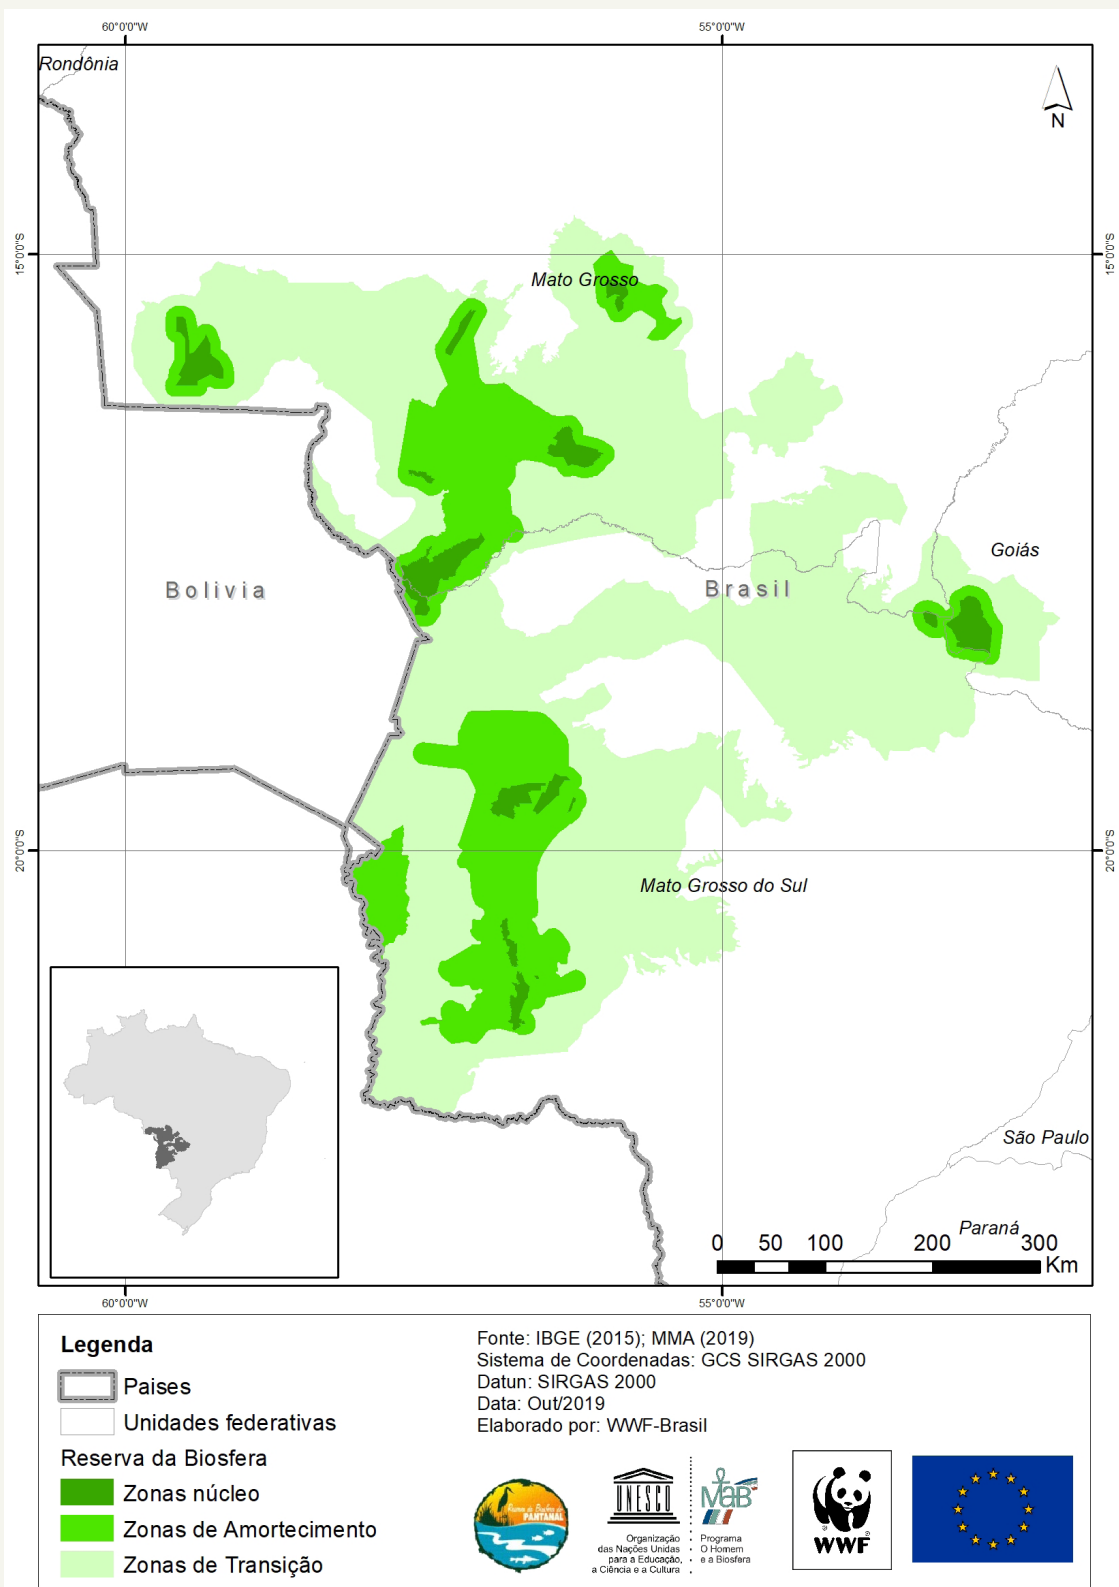 60°0'0"W
55°0'0"W
Rondônia
N
15°0'0"S
15°0'0"S
Mato Grosso
Goiás
Bolivia
Brasil
20°0'0"S
20°0'0"S
Mato Grosso do Sul
São Paulo
Paraná
0 50 100 200 300
Km
60°0'0"W
55°0'0"W
Legenda
Paises
Unidades federativas
Reserva da Biosfera
Zonas núcleo
Zonas de Amortecimento
Zonas de Transição
Fonte: IBGE (2015); MMA (2019)
Sistema de Coordenadas: GCS SIRGAS 2000
Datun: SIRGAS 2000
Data: Out/2019
Elaborado por: WWF-Brasil
Reserva da Biosfera do
PANTANAL
UNESCO
Organização
das Nações Unidas
para a Educação,
a Ciência e a Cultura
MaB
Programa
O Homem
e a Biosfera
WWF